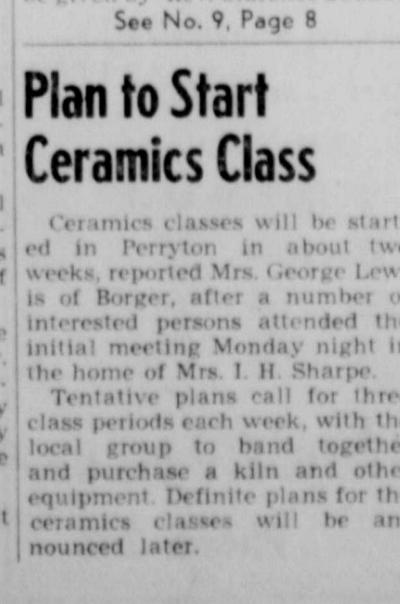 See No. 9, Page 8
Plan to Start
Ceramics Class
Ceramics classes will be start
ed in Perryton in about tw
weeks, reported Mrs. George Lew
is of Borger, after a number o
interested persons attended th
initial meeting Monday night i
the home of Mrs. I. H. Sharpe.
Tentative plans call for thre
class periods each week, with th
local group to band togethe
and purchase a kiln and othe
equipment. Definite plans for th
ceramics classes will be an
nounced later.